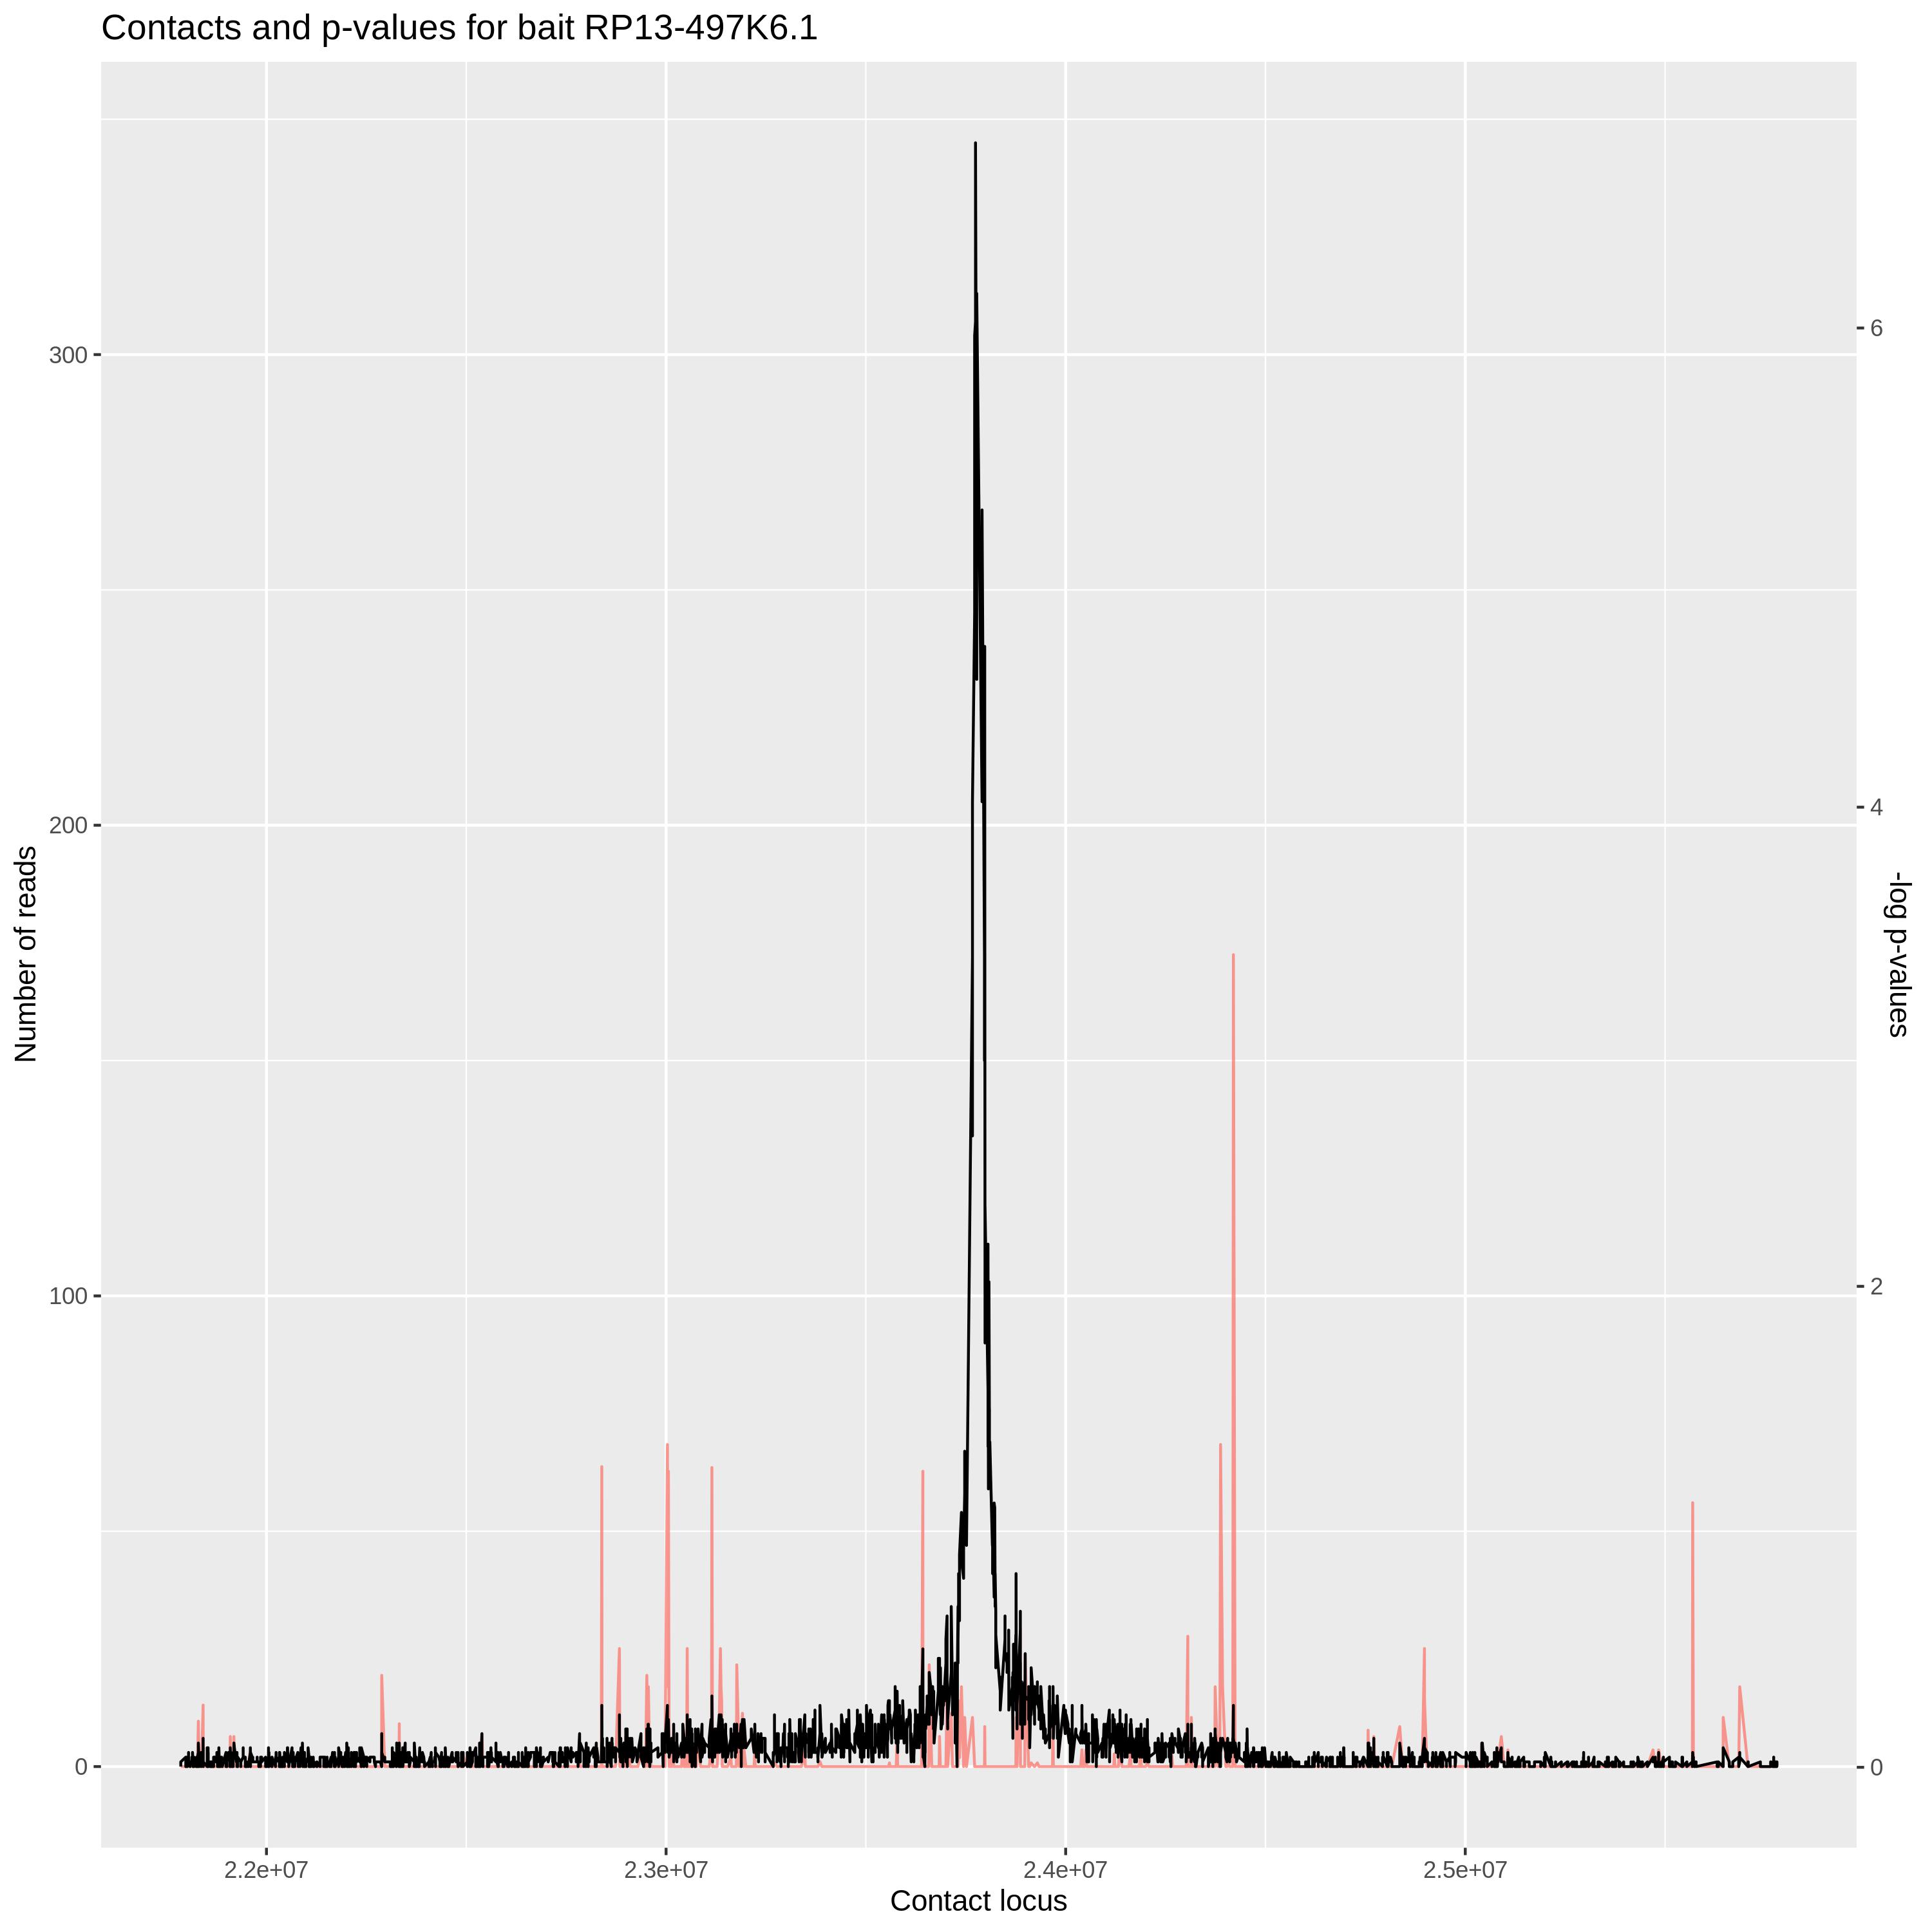 Contacts and p-values for bait RP13-497K6.1
300
200
100
0
Number of reads
6
4
2
0
-log p-values
2.2e+07 2.3e+07 2.4e+07 2.5e+07
Contact locus